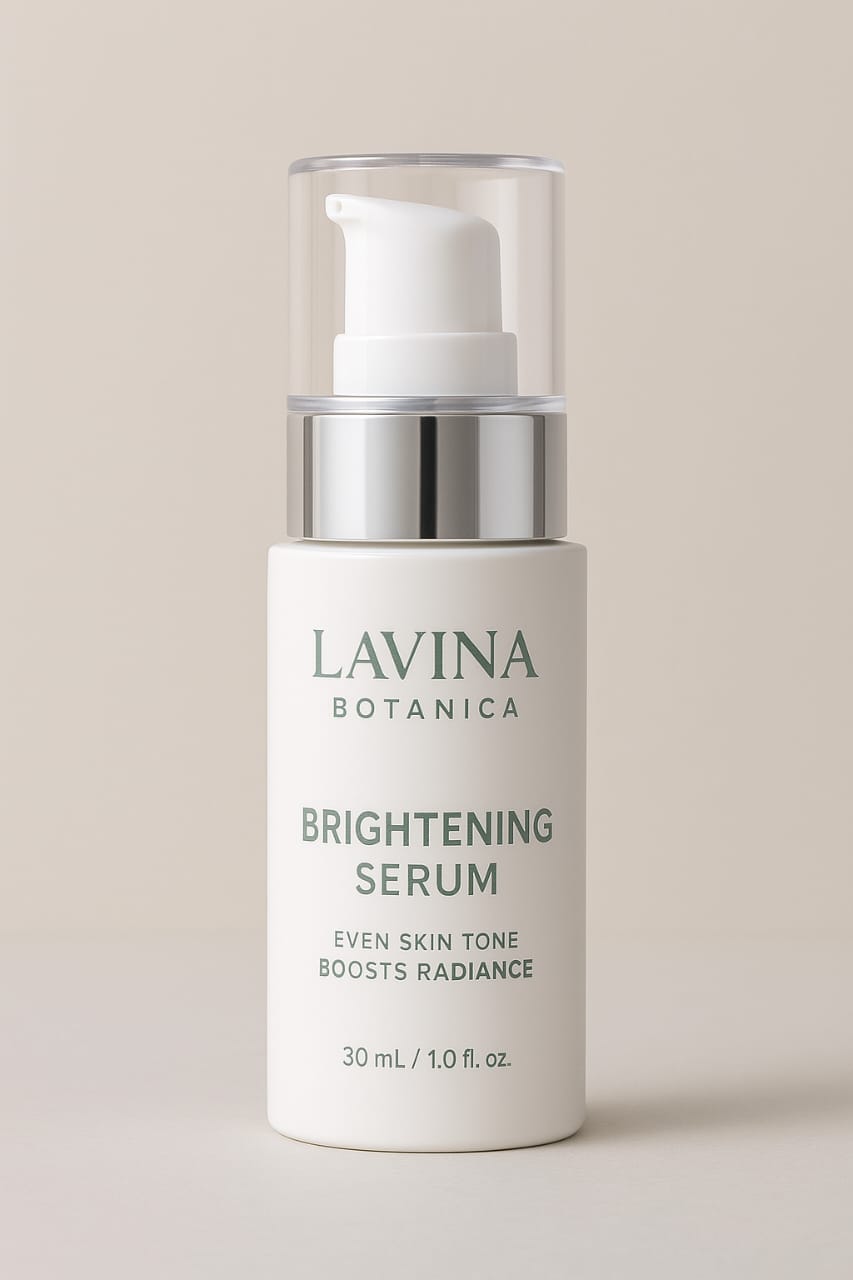 LAVINA
BOTANICA
BRIGHTENING
SERUM
EVEN SKIN TONE
BOOSTS RADIANCE
30 mL / 1.0 fl. oz.